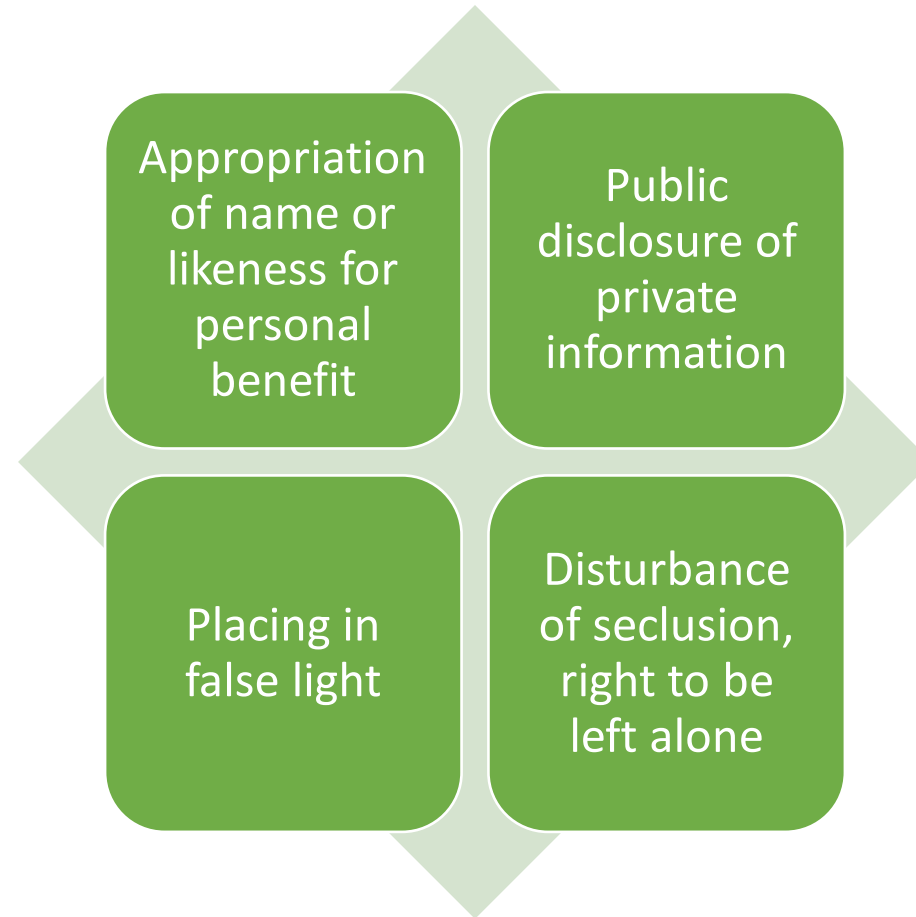 Appropriation
of name or
likeness for
personal
benefit
Public
disclosure of
private
information
Placing in
false light
Disturbance
of seclusion,
right to be
left alone